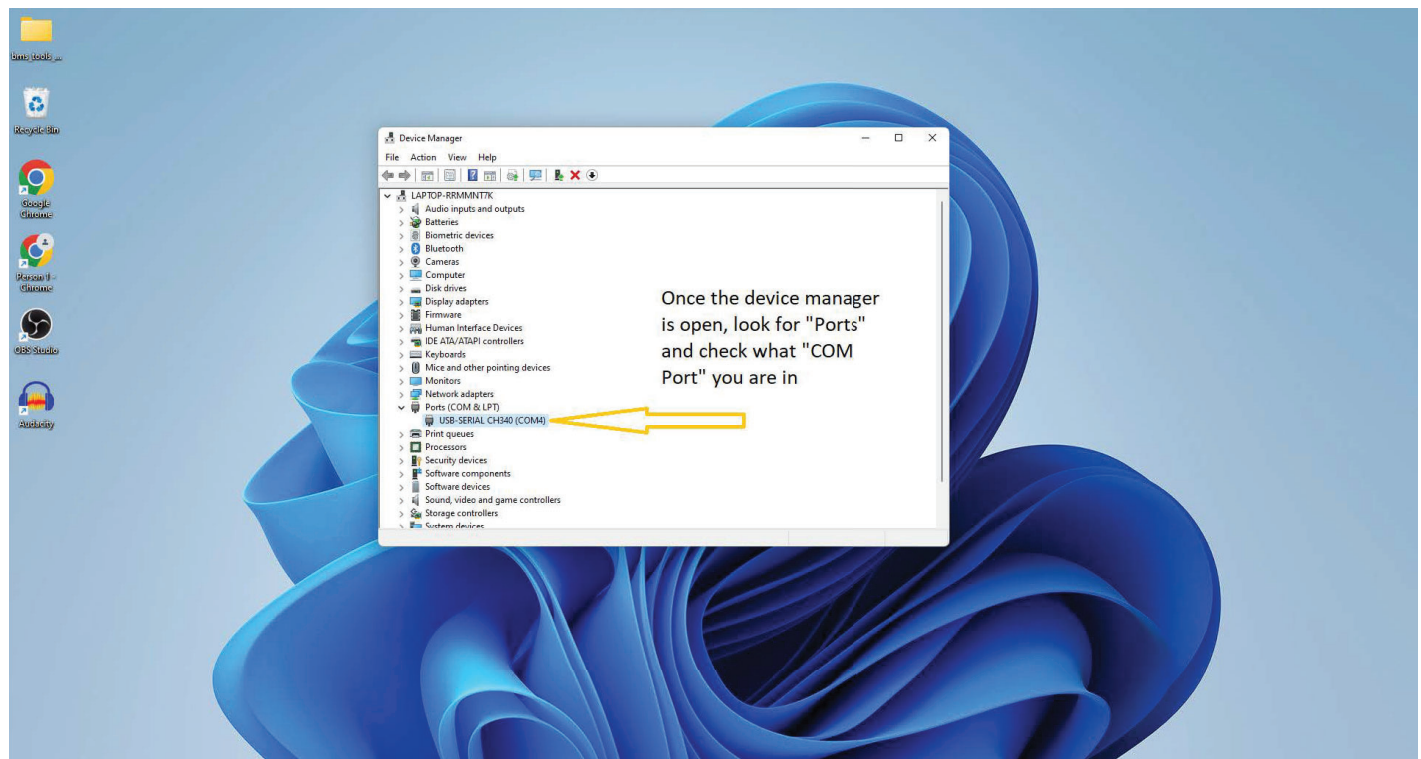 bms_tools_...
Recycle Bin
Google
Chrome
Person 1 -
Chrome
OBS Studio
Audacity
Device Manager
File Action View Help
LAPTOP-RRMMNT7K
Audio inputs and outputs
Batteries
Biometric devices
Bluetooth
Cameras
Computer
Disk drives
Display adapters
Firmware
Human Interface Devices
IDE ATA/ATAPI controllers
Keyboards
Mice and other pointing devices
Monitors
Network adapters
Ports (COM & LPT)
USB-SERIAL CH340 (COM4)
Print queues
Processors
Security devices
Software components
Software devices
Sound, video and game controllers
Storage controllers
System devices
Once the device manager
is open, look for "Ports"
and check what "COM
Port" you are in